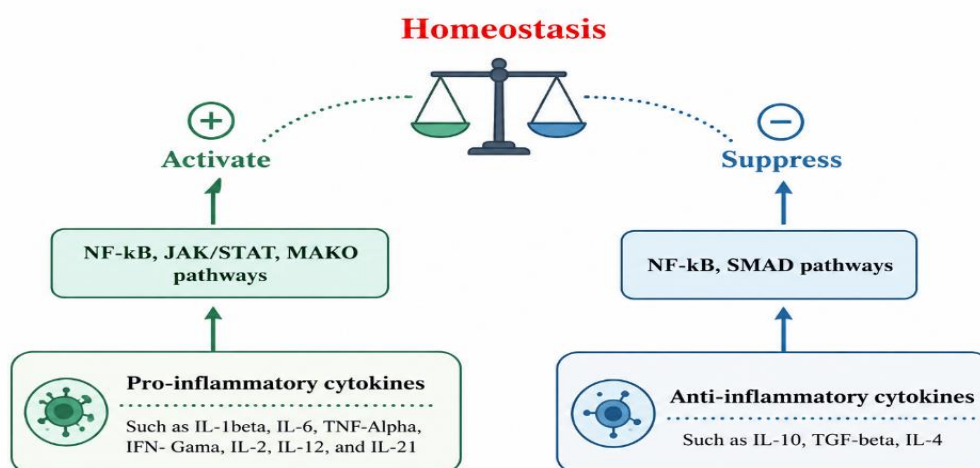 Homeostasis
Activate
Suppress
NF-kB, JAK/STAT, MAKO
pathways
NF-kB, SMAD pathways
Pro-inflammatory cytokines
Such as IL-1beta, IL-6, TNF-Alpha,
IFN- Gama, IL-2, IL-12, and IL-21
Anti-inflammatory cytokines
Such as IL-10, TGF-beta, IL-4